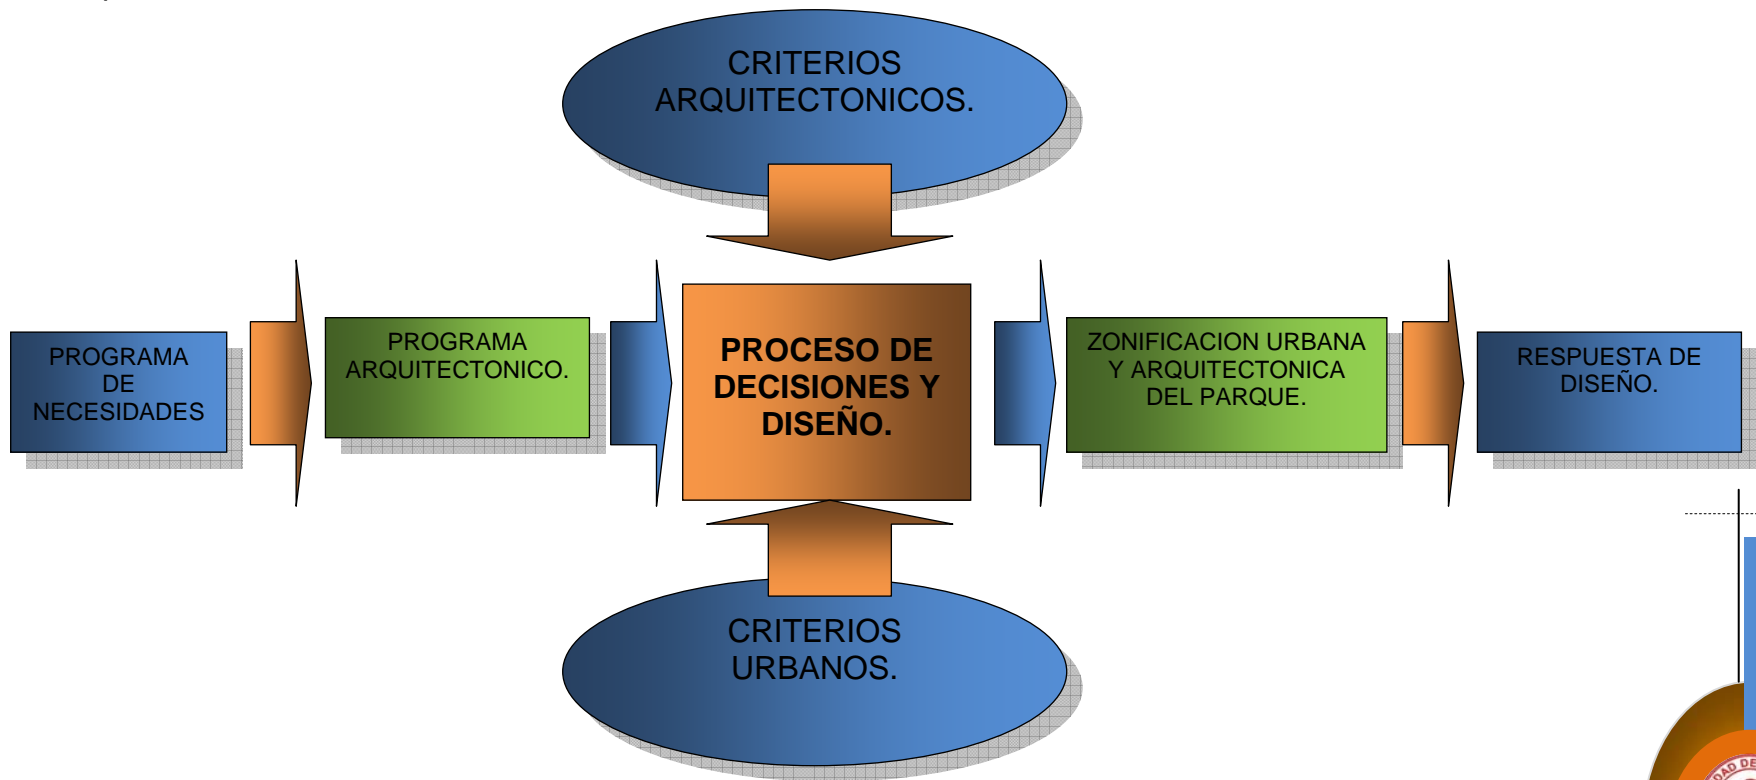 CRITERIOS
ARQUITECTONICOS.
PROGRAMA
DE
NECESIDADES
PROGRAMA
ARQUITECTONICO.
PROCESO DE
DECISIONES Y
DISEÑO.
ZONIFICACION URBANA
Y ARQUITECTONICA
DEL PARQUE.
RESPUESTA DE
DISEÑO.
CRITERIOS
URBANOS.